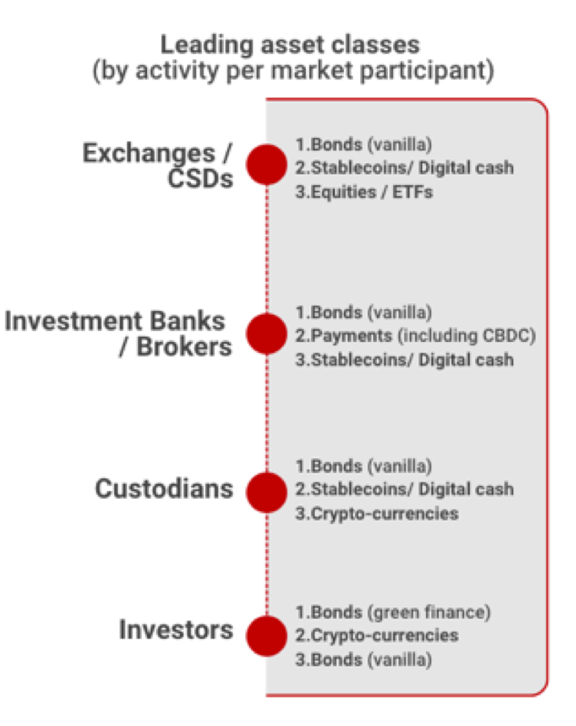 Leading asset classes
(by activity per market participant)
Exchanges /
CSDs
1.Bonds (vanilla)
2.Stablecoins/ Digital cash
3.Equities / ETFs
Investment Banks
/ Brokers
1.Bonds (vanilla)
2.Payments (including CBDC)
3.Stablecoins/ Digital cash
Custodians
1.Bonds (vanilla)
2.Stablecoins/ Digital cash
3.Crypto-currencies
Investors
1.Bonds (green finance)
2.Crypto-currencies
3.Bonds (vanilla)